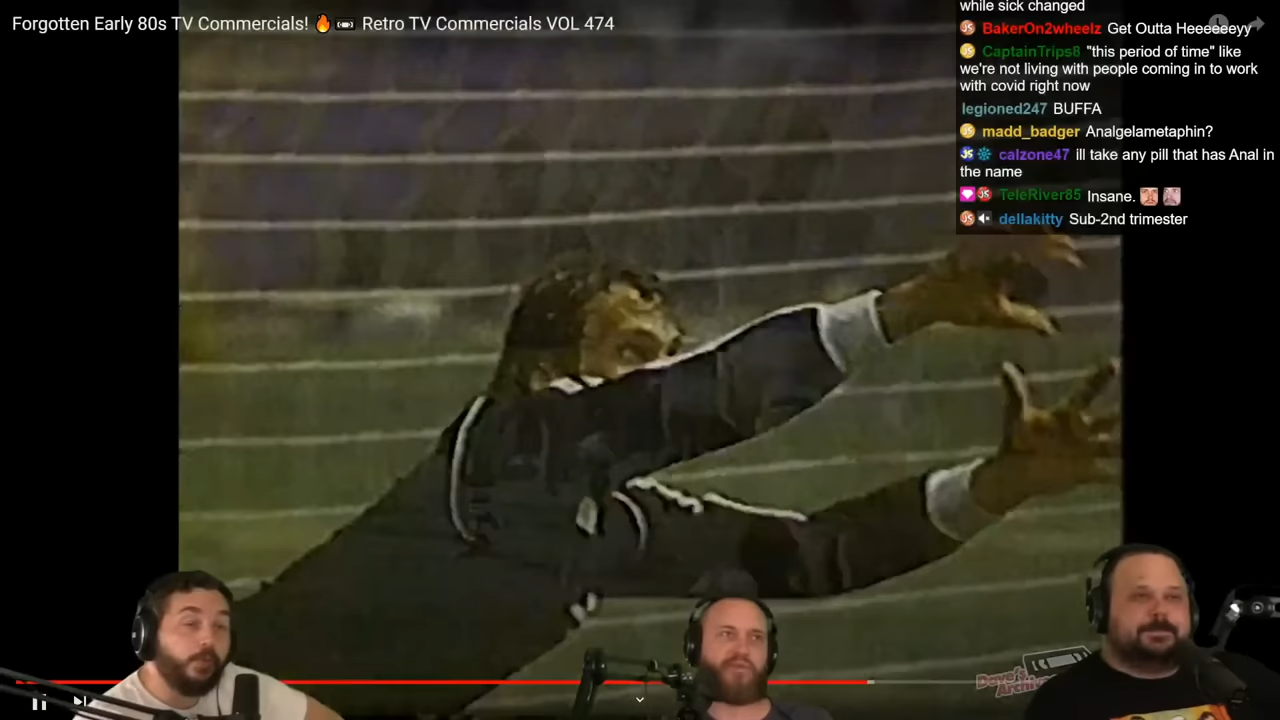 Forgotten Early 80s TV Commercials! 🔥📼 Retro TV Commercials VOL 474
while sick changed
BakerOn2wheelz Get Outta Heeeeeeyy
CaptainTrips8 "this period of time" like
we're not living with people coming in to work
with covid right now
legioned247 BUFFA
madd_badger Analgelametaphin?
calzone47 ill take any pill that has Anal in
the name
TeleRiver85 Insane.
dellakitty Sub-2nd trimester
Dave's
Archive